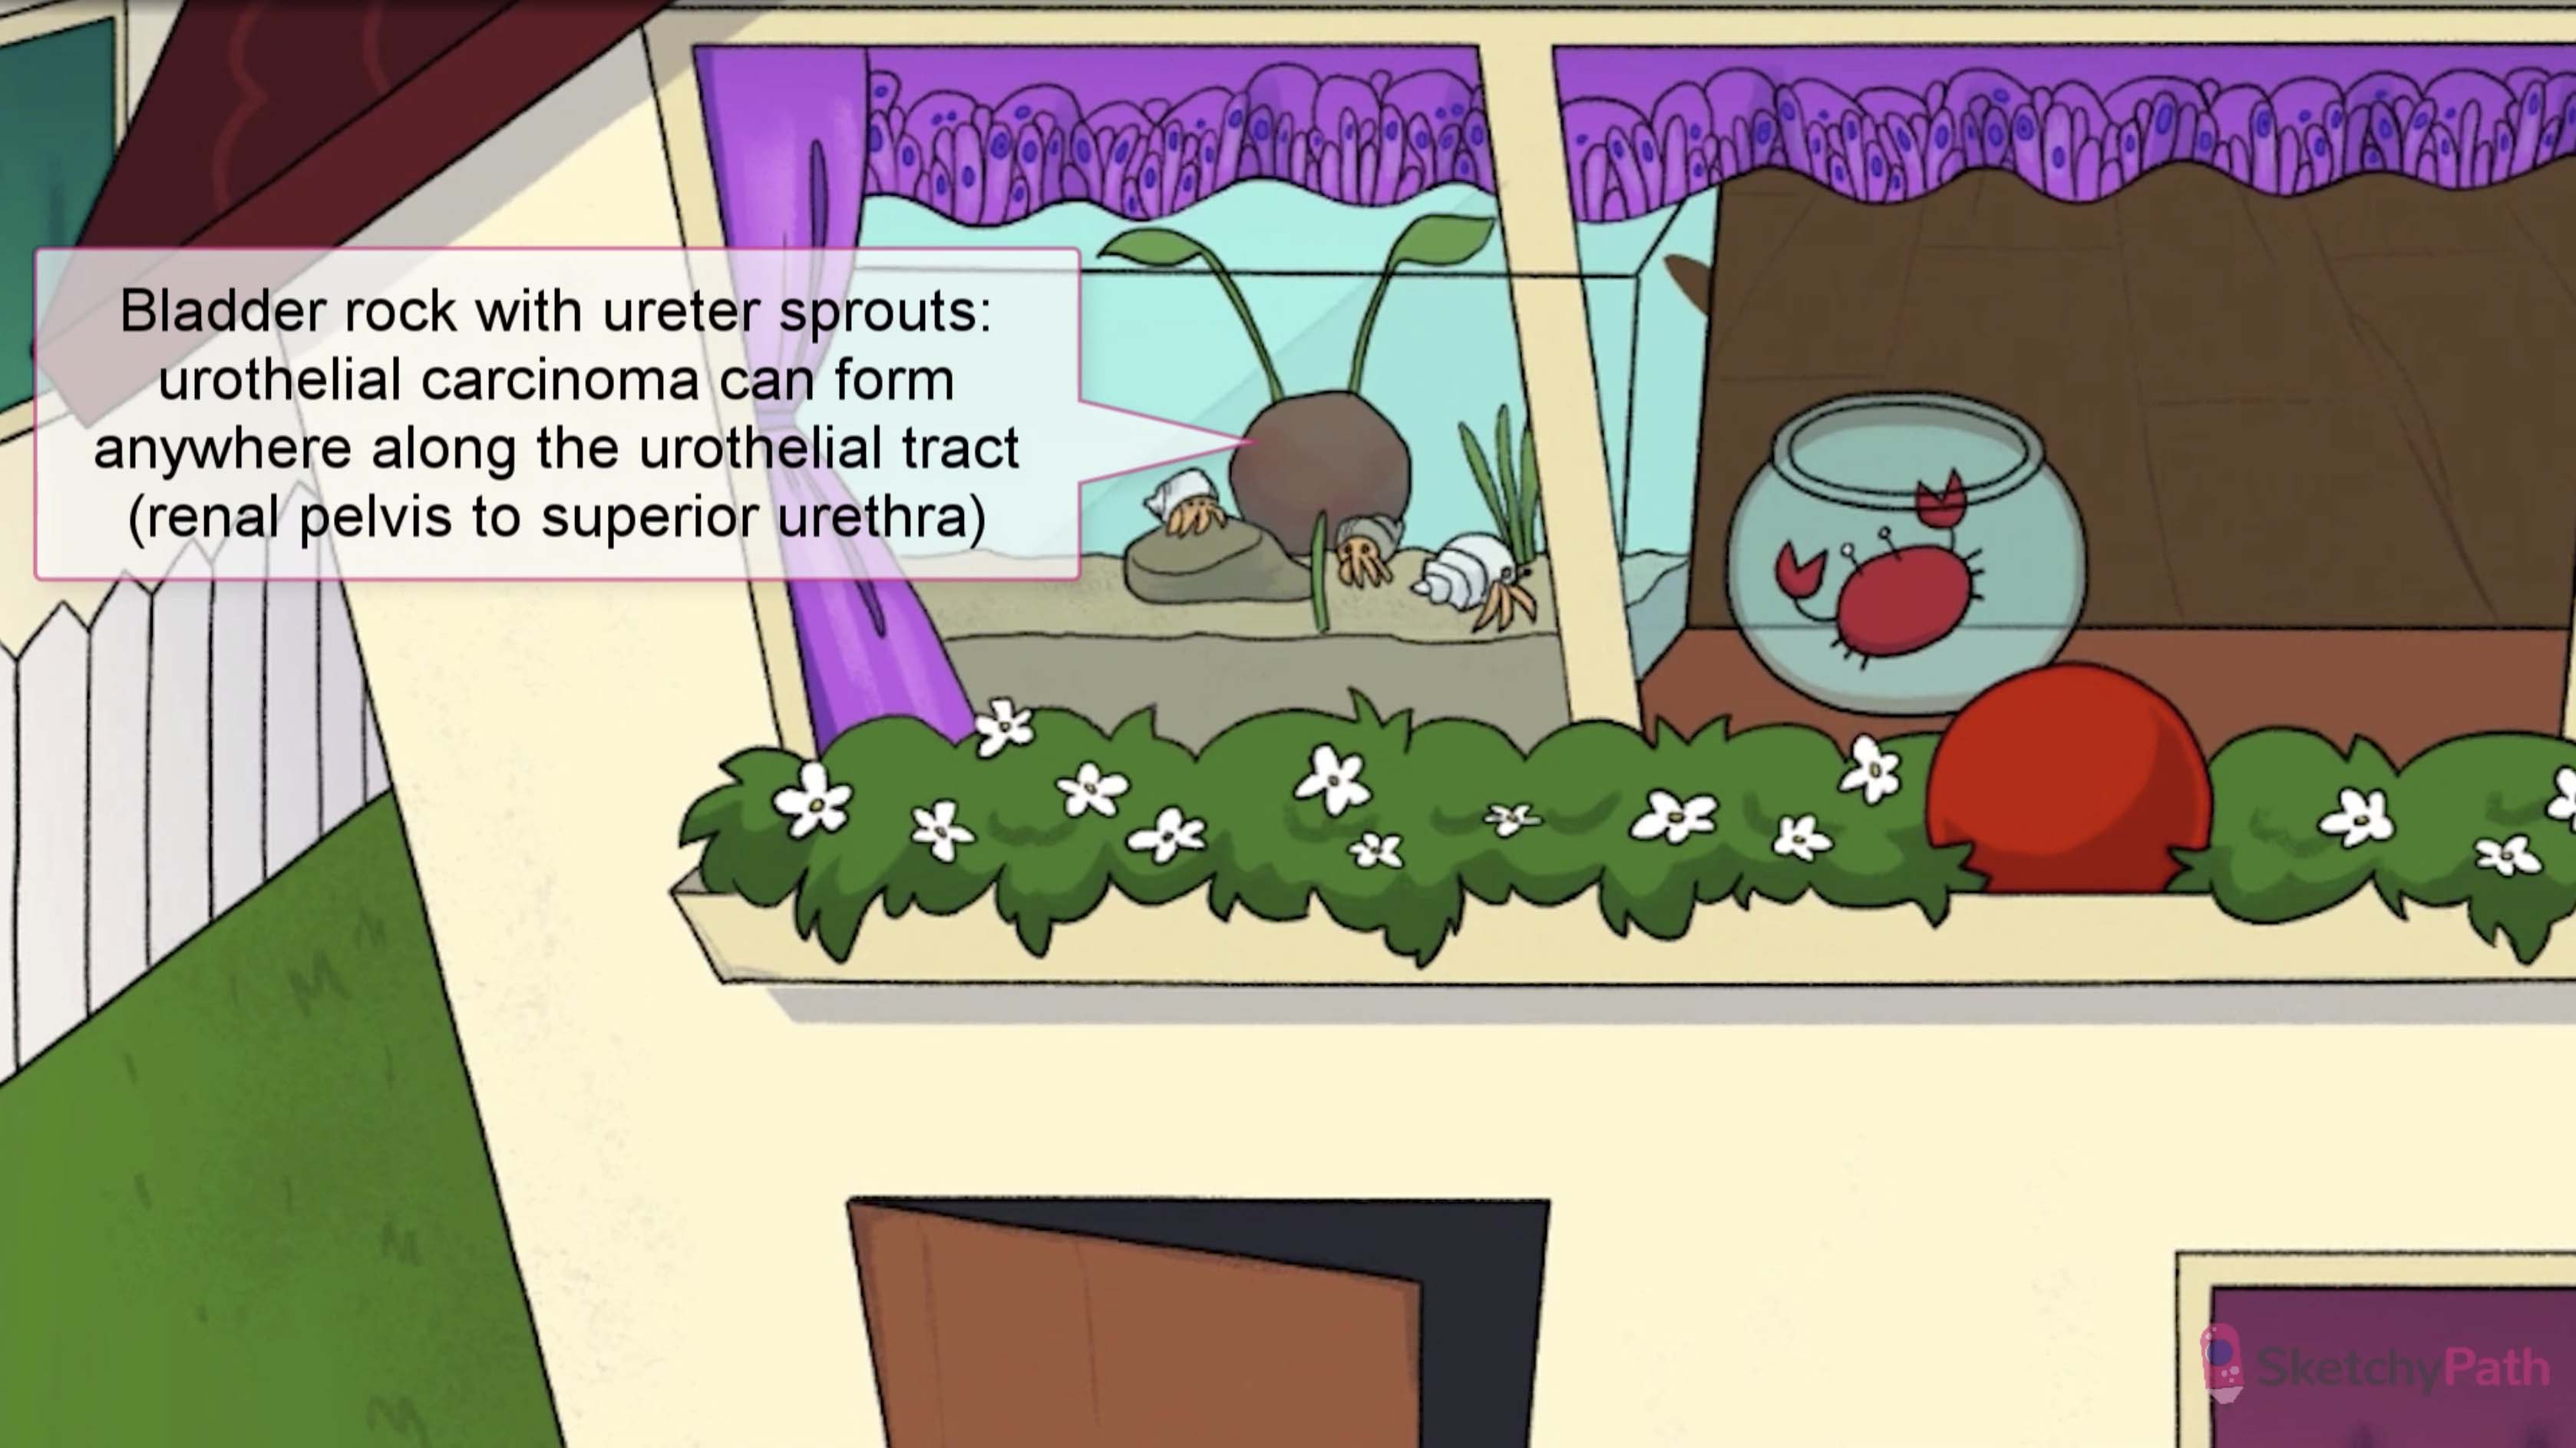 Bladder rock with ureter sprouts:
urothelial carcinoma can form
anywhere along the urothelial tract
(renal pelvis to superior urethra)
SketchyPath